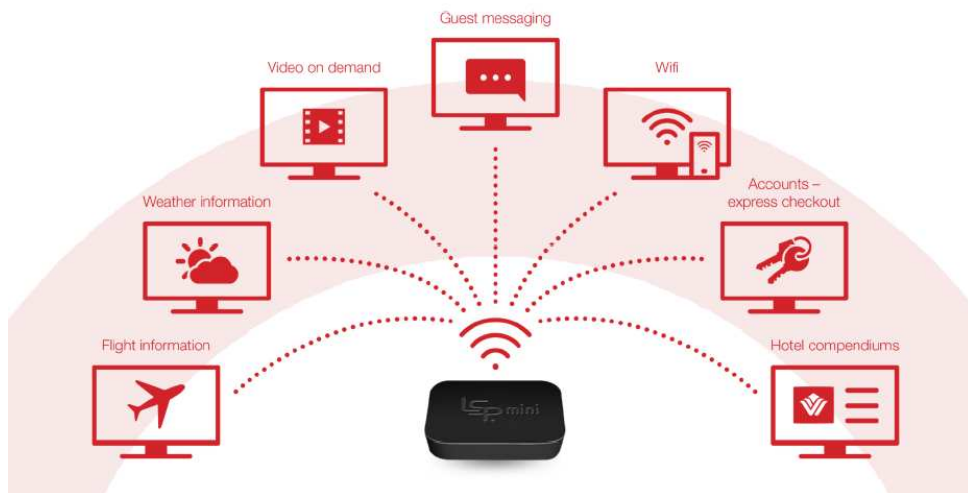 Guest messaging
Video on demand
Wifi
Weather information
Accounts –
express checkout
Flight information
Hotel compendiums
mini